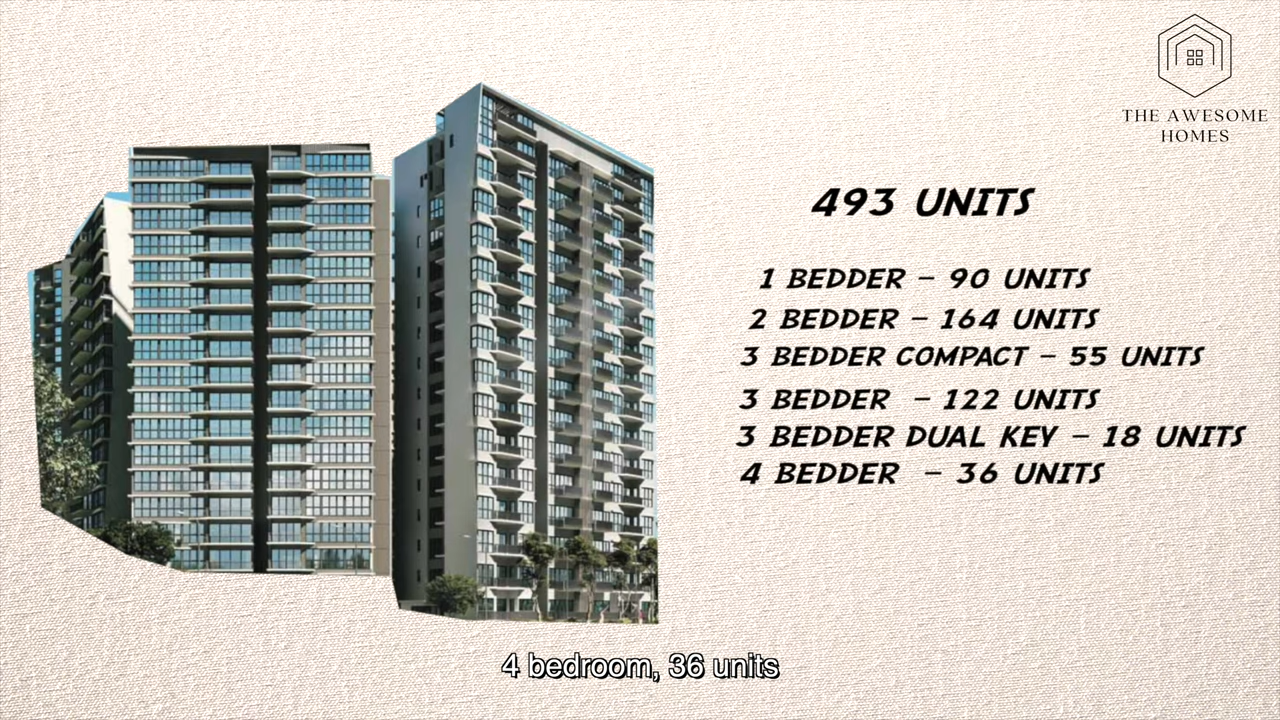 THE AWESOME
HOMES
493 UNITS
1 BEDDER - 90 UNITS
2 BEDDER - 164 UNITS
3 BEDDER COMPACT - 55 UNITS
3 BEDDER - 122 UNITS
3 BEDDER DUAL KEY - 18 UNITS
4 BEDDER - 36 UNITS
4 bedroom, 36 units